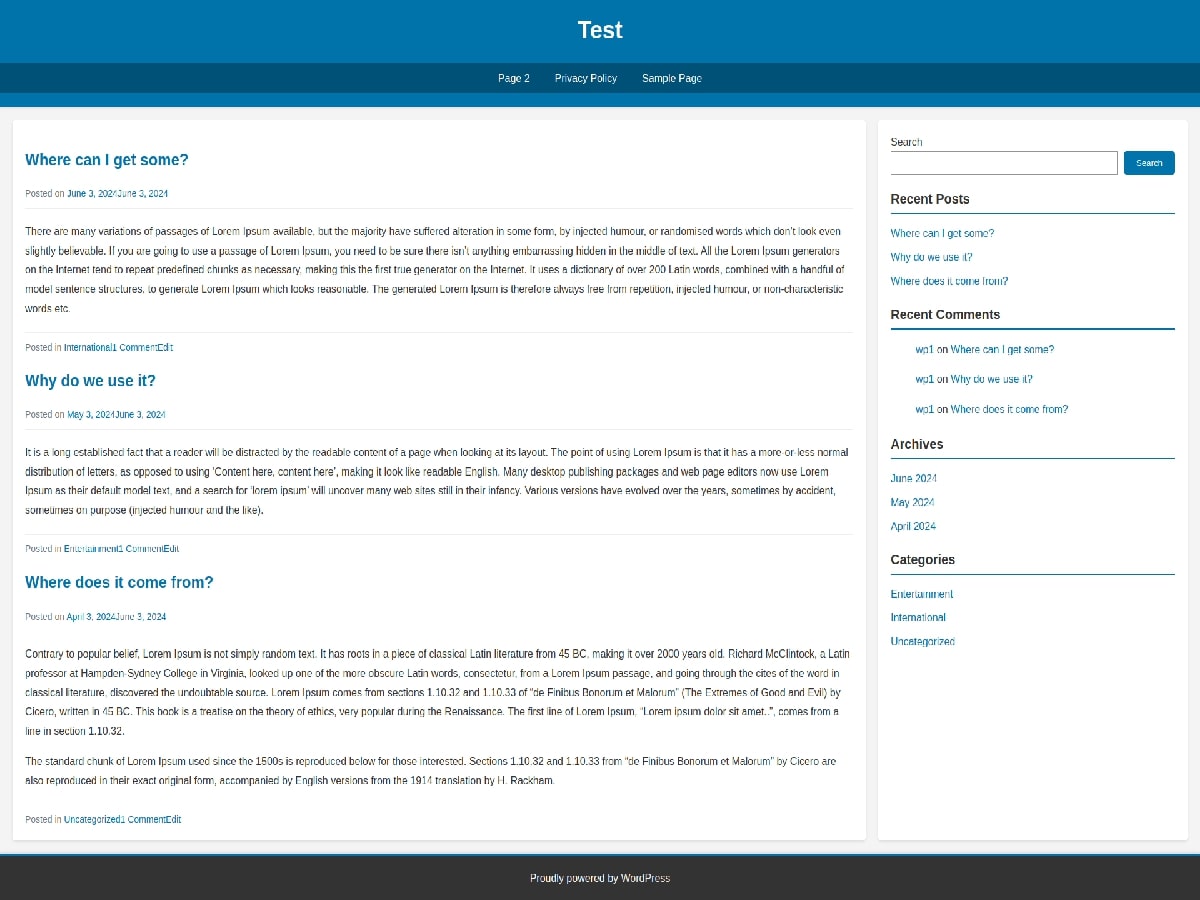 Test
Page 2 Privacy Policy Sample Page
Where can I get some?
Posted on June 3, 2024June 3, 2024
There are many variations of passages of Lorem Ipsum available, but the majority have suffered alteration in some form, by injected humour, or randomised words which don't look even
slightly believable. If you are going to use a passage of Lorem Ipsum, you need to be sure there isn't anything embarrassing hidden in the middle of text. All the Lorem Ipsum generators
on the Internet tend to repeat predefined chunks as necessary, making this the first true generator on the Internet. It uses a dictionary of over 200 Latin words, combined with a handful of
model sentence structures, to generate Lorem Ipsum which looks reasonable. The generated Lorem Ipsum is therefore always free from repetition, injected humour, or non-characteristic
words etc.
Posted in International1 CommentEdit
Why do we use it?
Posted on May 3, 2024June 3, 2024
It is a long established fact that a reader will be distracted by the readable content of a page when looking at its layout. The point of using Lorem Ipsum is that it has a more-or-less normal
distribution of letters, as opposed to using 'Content here, content here', making it look like readable English. Many desktop publishing packages and web page editors now use Lorem
Ipsum as their default model text, and a search for 'lorem ipsum' will uncover many web sites still in their infancy. Various versions have evolved over the years, sometimes by accident,
sometimes on purpose (injected humour and the like).
Posted in Entertainment1 CommentEdit
Where does it come from?
Posted on April 3, 2024June 3, 2024
Contrary to popular belief, Lorem Ipsum is not simply random text. It has roots in a piece of classical Latin literature from 45 BC, making it over 2000 years old. Richard McClintock, a Latin
professor at Hampden-Sydney College in Virginia, looked up one of the more obscure Latin words, consectetur, from a Lorem Ipsum passage, and going through the cites of the word in
classical literature, discovered the undoubtable source. Lorem Ipsum comes from sections 1.10.32 and 1.10.33 of “de Finibus Bonorum et Malorum” (The Extremes of Good and Evil) by
Cicero, written in 45 BC. This book is a treatise on the theory of ethics, very popular during the Renaissance. The first line of Lorem Ipsum, “Lorem ipsum dolor sit amet..”, comes from a
line in section 1.10.32.
The standard chunk of Lorem Ipsum used since the 1500s is reproduced below for those interested. Sections 1.10.32 and 1.10.33 from “de Finibus Bonorum et Malorum” by Cicero are
also reproduced in their exact original form, accompanied by English versions from the 1914 translation by H. Rackham.
Posted in Uncategorized1 CommentEdit
Search
Search
Recent Posts
Where can I get some?
Why do we use it?
Where does it come from?
Recent Comments
wp1 on Where can I get some?
wp1 on Why do we use it?
wp1 on Where does it come from?
Archives
June 2024
May 2024
April 2024
Categories
Entertainment
International
Uncategorized
Proudly powered by WordPress